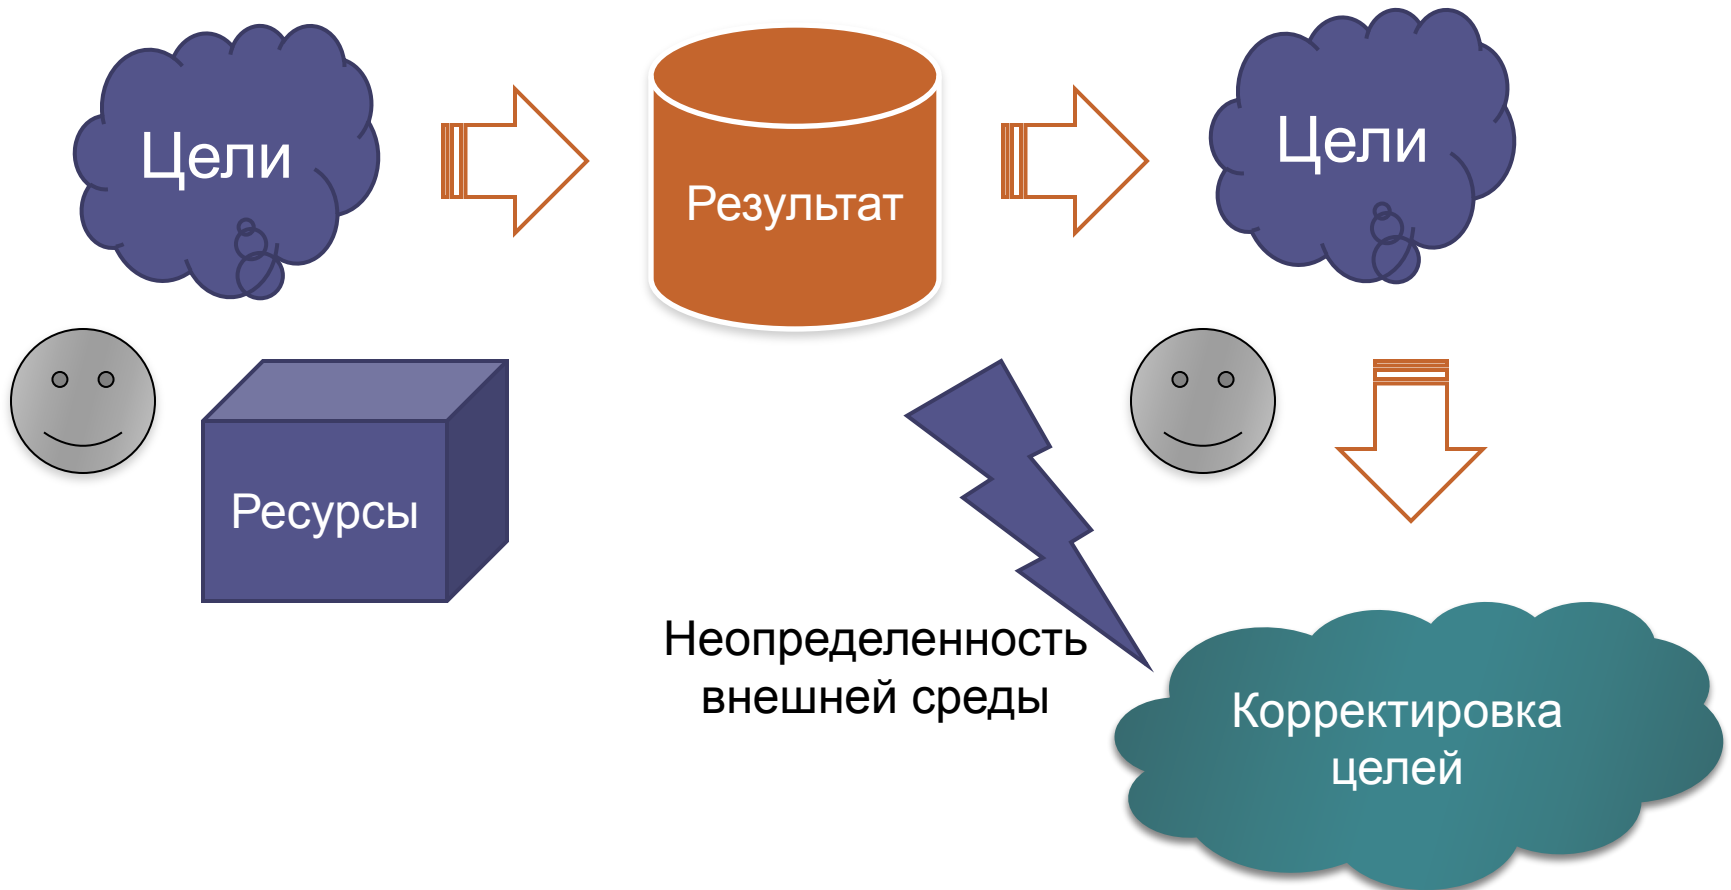 Цели
Результат
Цели
Ресурсы
Неопределенность
внешней среды
Корректировка
целей